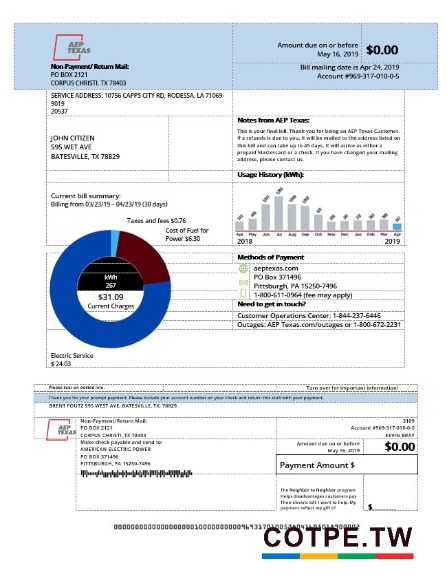 AEP
TEXAS
Non-Payment/ Return Mail:
PO BOX 2121
CORPUS CHRISTI, TX 78403
Amount due on or before
May 16, 2019
$0.00
Bill mailing date is Apr 24, 2019
Account #969-317-010-0-5
SERVICE ADDRESS: 10756 CAPPS CITY RD, RODESSA, LA 71069-
9019
20537
JOHN CITIZEN
595 WET AVE
BATESVILLE, TX 78829
Notes from AEP Texas:
This is your final bill. Thank you for being an AEP Texas Customer.
If a refunds is due to you. It will be mailed to the address listed on
this bill and can take up to 45 days. It will arrive as either a
prepaid Mastercard or a check. If you have changed your mailing
address, please contact us.
Usage History (kWh):
Apr May Jun Jul Aug Sep Oct Nov Dec Jan Feb Mar Apr
2018 2019
Current bill summary:
Billing from 03/23/19 – 04/23/19 (30 days)
Taxes and fees $0.76
Cost of Fuel for
Power $6.30
kWh
267
$31.09
Current Charges
Electric Service
$ 24.03
Methods of Payment
aeptexas.com
PO Box 371496
Pittsburg, PA 15250-7496
1-800-611-0964 (fee may apply)
Need to get in touch?
Customer Operations Center: 1-844-237-6446
Outages: AEP Texas.com/outages or 1-800-672-2231
Please tear on dotted line.
Turn over for important information!
Thank you for your prompt payment. Please include your account number on your check and return this stub with your payment.
BRENT FOUTZ 595 WEST AVE. BATESVILLE, TX. 78829
AEP
TEXAS
Non-Payment/Return Mail:
PO BOX 2121
CORPUS CHRISTI, TX 78403
Make check payable and send to:
AMERICAN ELECTRIC POWER
PO BOX 371496
PITTSBURGH, PA 15250-7496
3109
Account #969-317-010-0-5
KEVIN BRAY
Amount due on or before
May 16, 2019
$0.00
Payment Amount $
The Neighbor to Neighbor program
Helps disadvantages customers pay
Their electric bill. I want to help. My
payment reflect my gift of
$
COTPE.TW